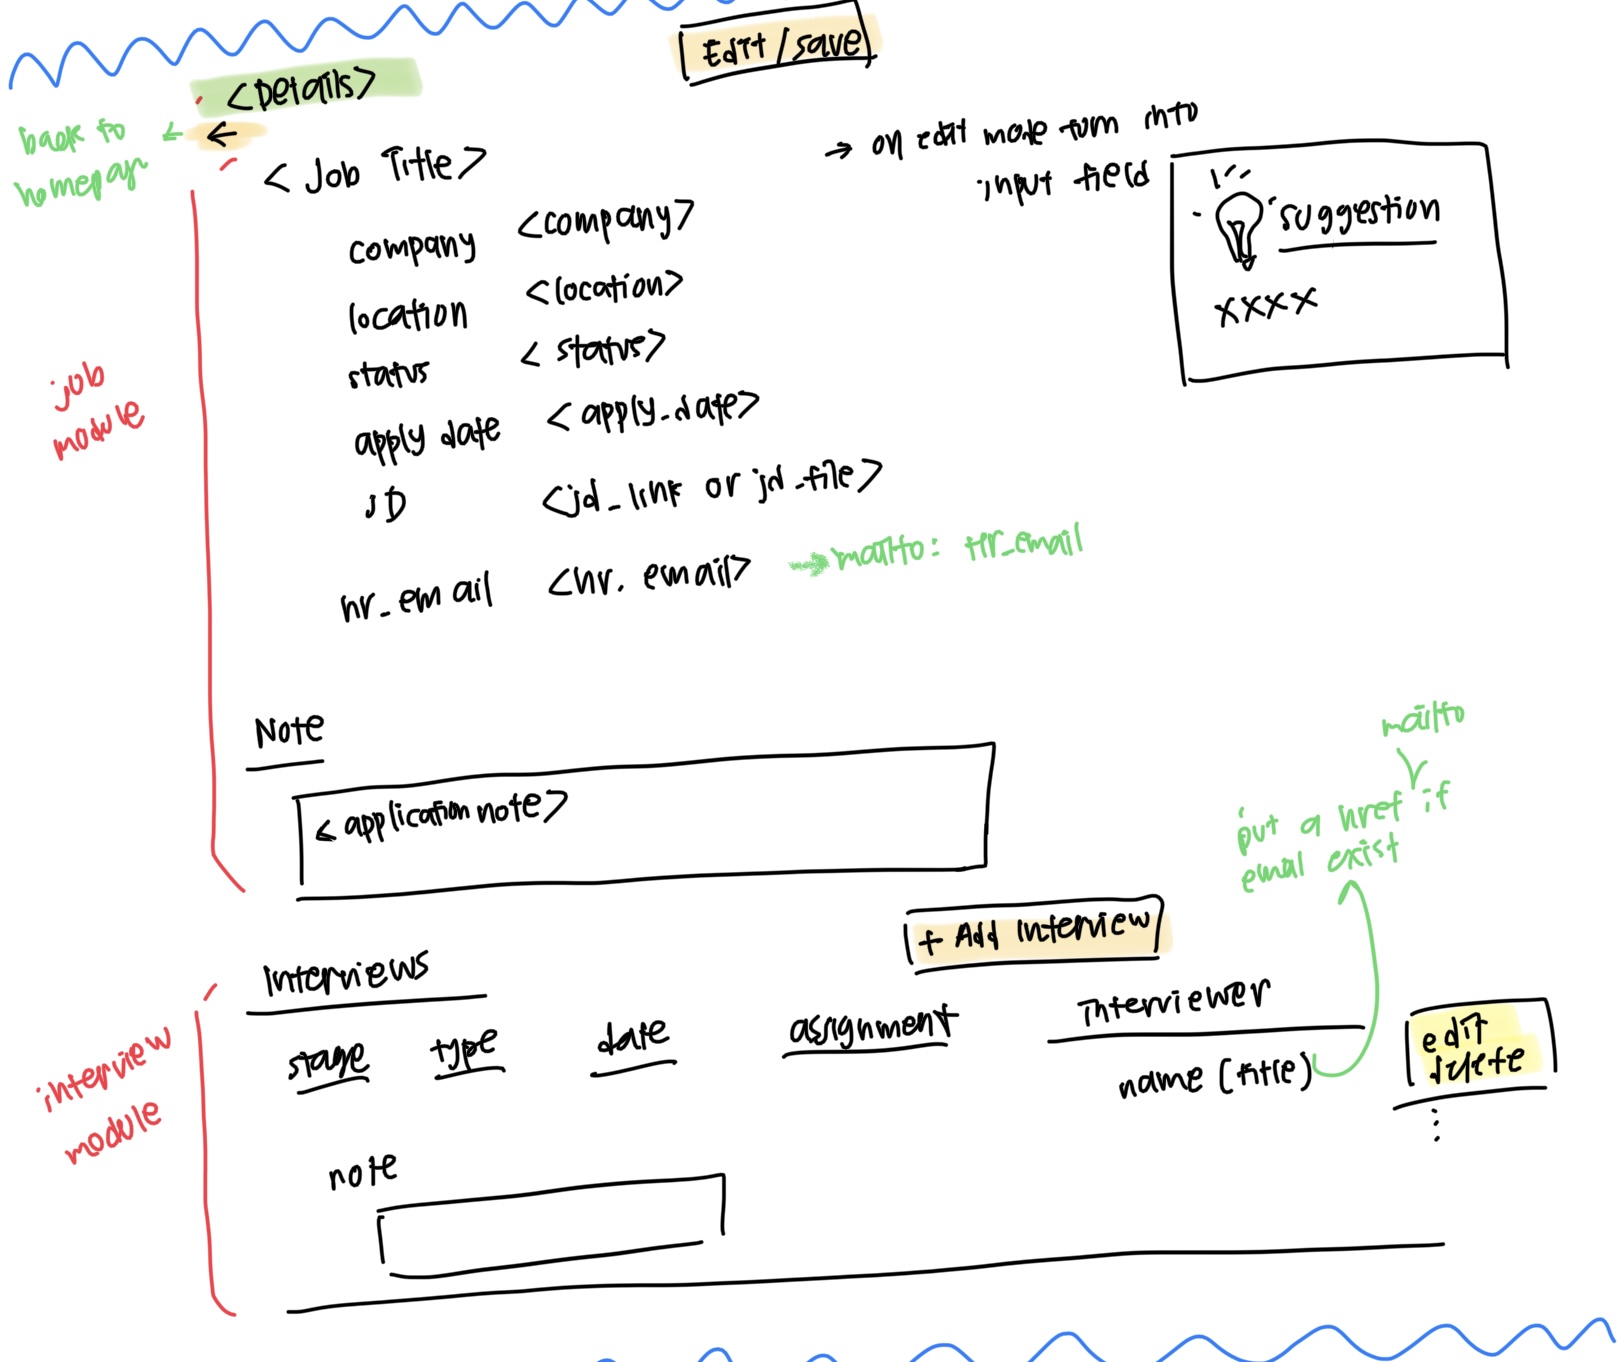 Edit/save
<Details>
back to
homepage
←
←
<Job Title>
→ on edit mode turn into
input field
suggestion
xxxx
company <company>
location <location>
status <status>
apply date <apply_date>
JD <jd_link or jd_file>
hr_email <hr.email> → mailto: Hr_email
job
module
Note
<application note>
mailto
put a href if
email exist
+ Add Interview
Interviews
stage type date assignment interviewer
name (title)
edit
delete
⋮
interview
module
note